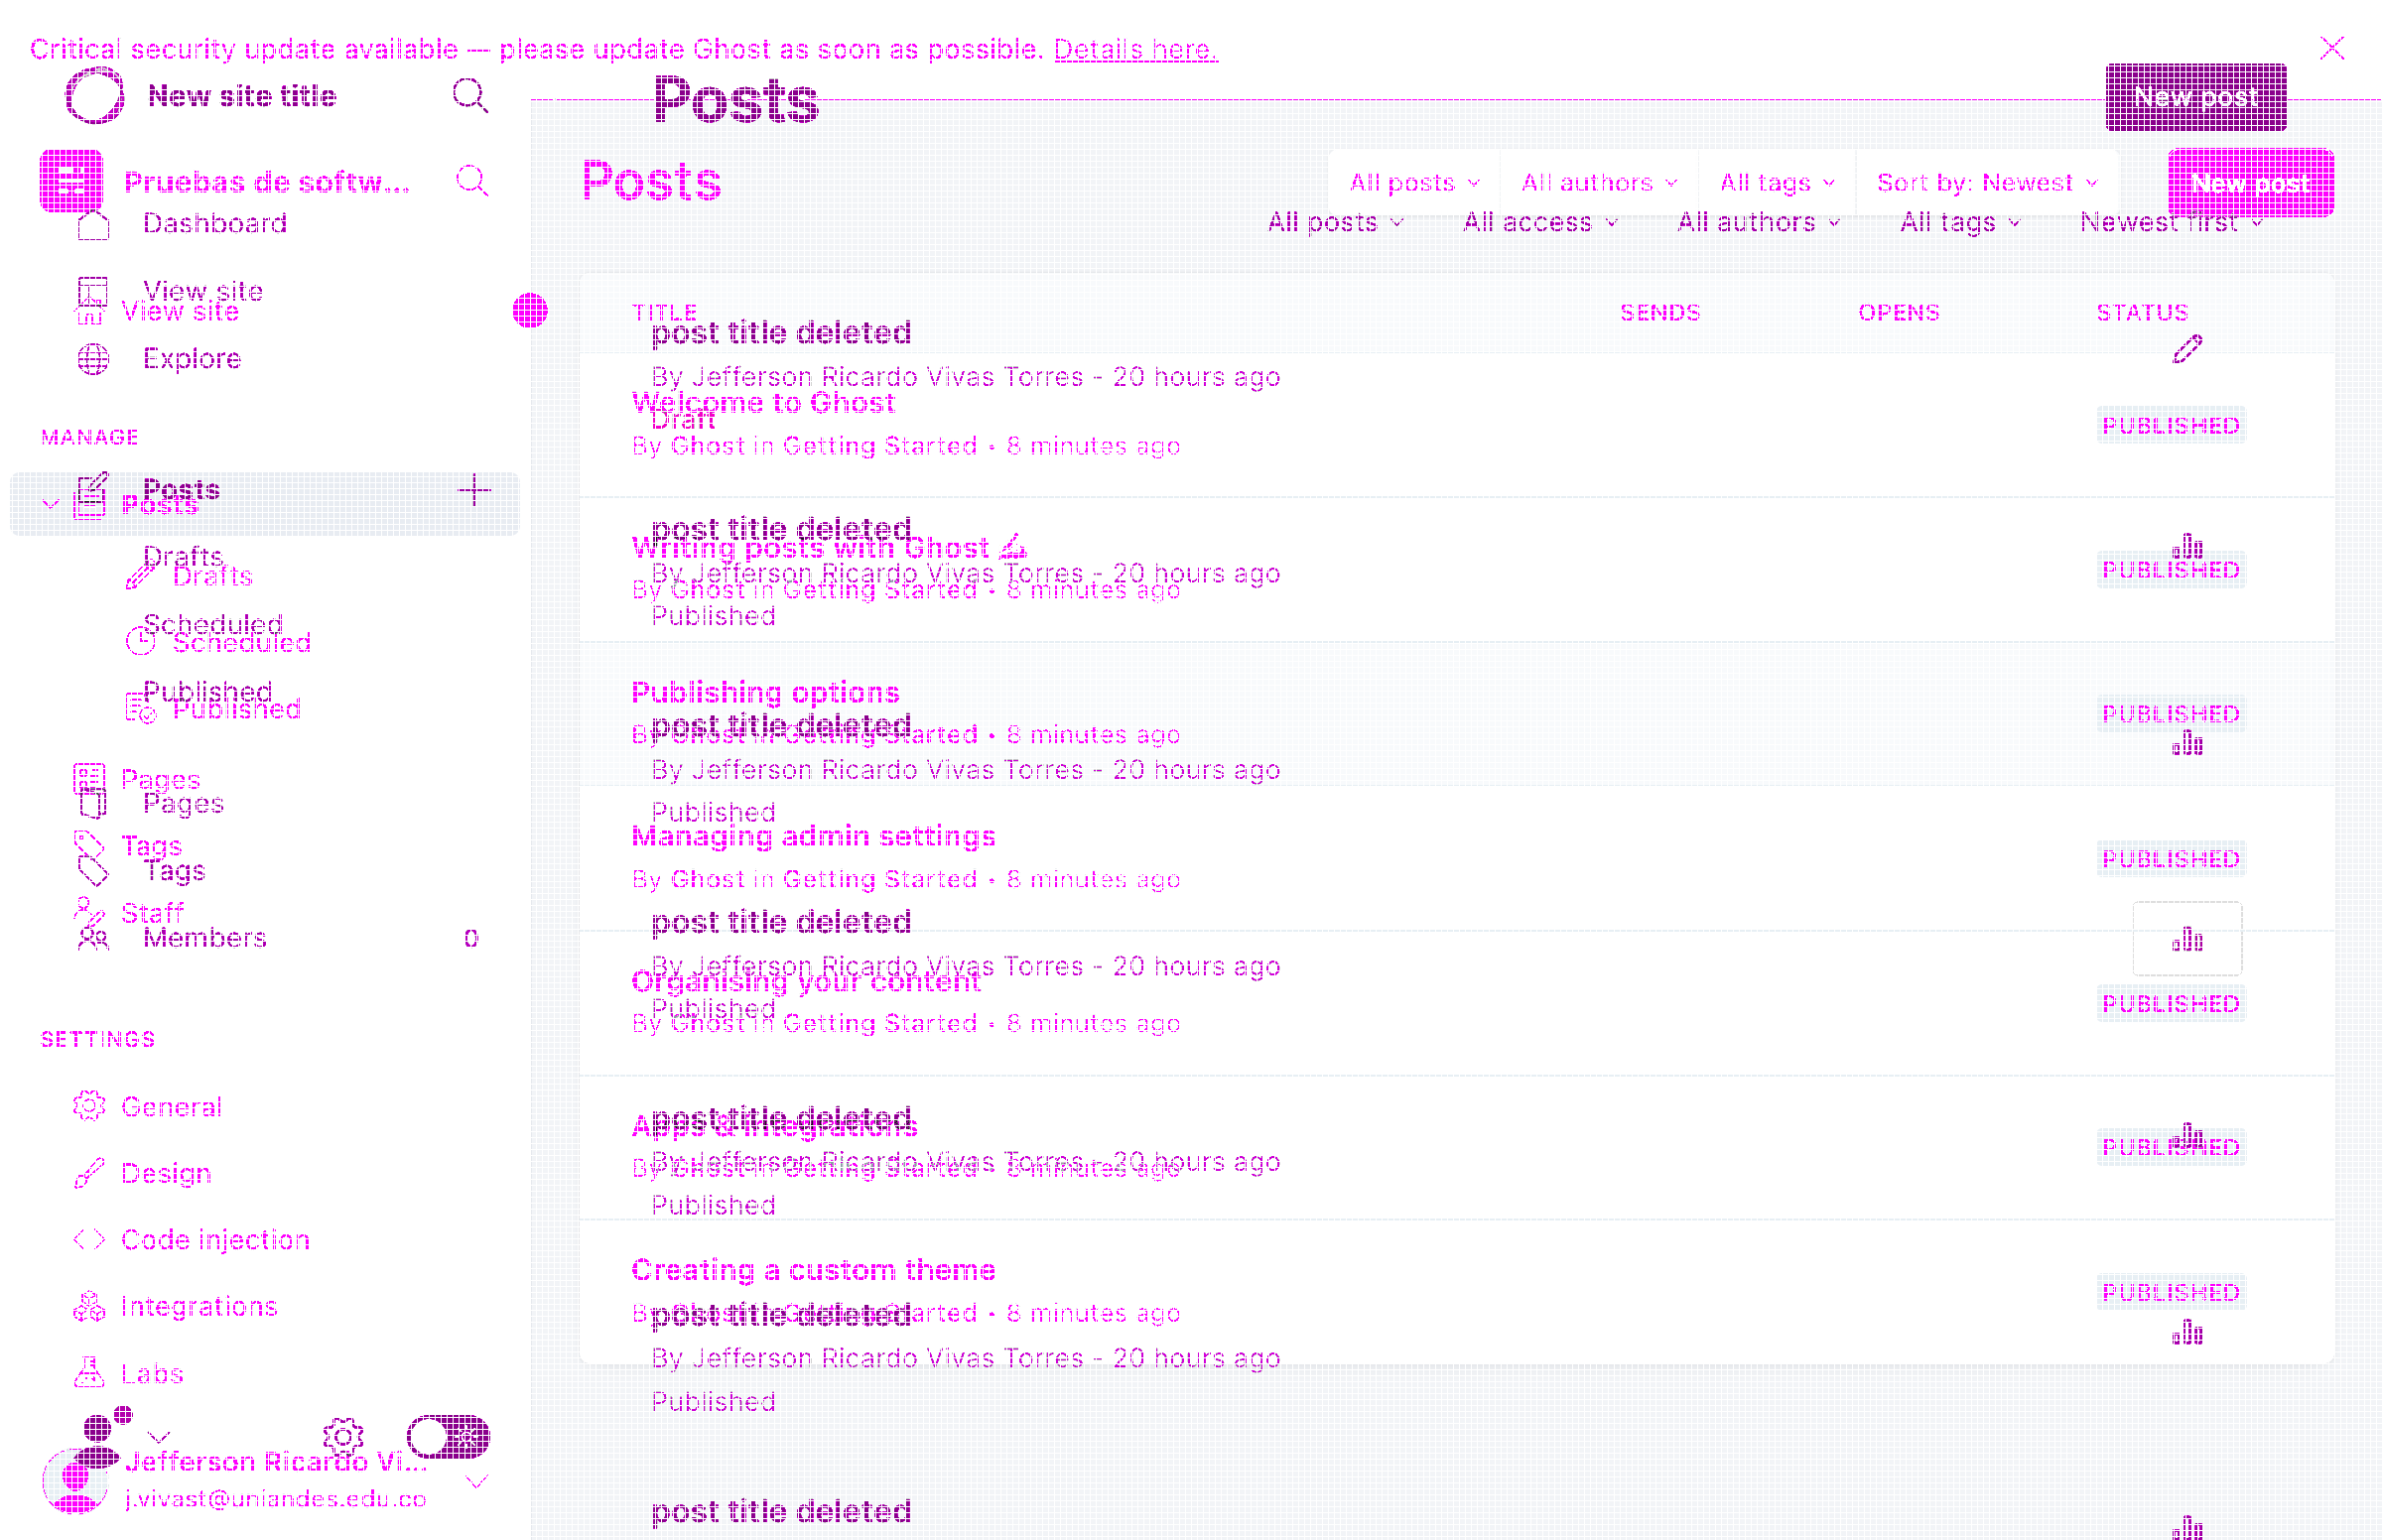 Critical security update available — please update Ghost as soon as possible. Details here.
New site title
Posts
New post
Pruebas de softw...
Posts
All posts
All authors
All tags
Sort by: Newest
New post
Dashboard
All posts
All access
All authors
All tags
Newest first
View site
View site
TITLE
SENDS
OPENS
STATUS
post title deleted
Explore
By Jefferson Ricardo Vivas Torres - 20 hours ago
Welcome to Ghost
Draft
PUBLISHED
MANAGE
By Ghost in Getting Started • 8 minutes ago
Posts
Posts
post title deleted
Writing posts with Ghost ✍️
Drafts
Drafts
By Jefferson Ricardo Vivas Torres - 20 hours ago
PUBLISHED
By Ghost in Getting Started • 8 minutes ago
Published
Scheduled
Scheduled
Published
Published
Publishing options
PUBLISHED
post title deleted
By Ghost in Getting Started • 8 minutes ago
By Jefferson Ricardo Vivas Torres - 20 hours ago
Pages
Pages
Published
Managing admin settings
Tags
Tags
PUBLISHED
By Ghost in Getting Started • 8 minutes ago
Staff
post title deleted
Members
0
By Jefferson Ricardo Vivas Torres - 20 hours ago
Organising your content
Published
PUBLISHED
By Ghost in Getting Started • 8 minutes ago
SETTINGS
General
post title deleted
Apps & integrations
PUBLISHED
By Jefferson Ricardo Vivas Torres - 20 hours ago
By Ghost in Getting Started • 8 minutes ago
Design
Published
Code injection
Creating a custom theme
PUBLISHED
Integrations
By Ghost in Getting Started • 8 minutes ago
post title deleted
By Jefferson Ricardo Vivas Torres - 20 hours ago
Labs
Published
Jefferson Ricardo Vi...
j.vivast@uniandes.edu.co
post title deleted